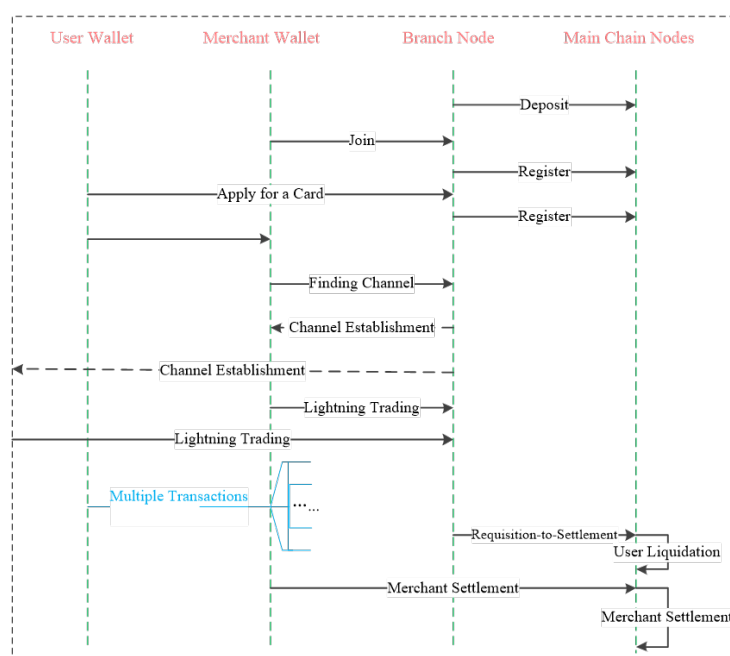 User Wallet Merchant Wallet Branch Node Main Chain Nodes
Deposit
Join
Register
Apply for a Card
Register
Finding Channel
Channel Establishment
Channel Establishment
Lightning Trading
Lightning Trading
Multiple Transactions
... ...
Requisition-to-Settlement
User Liquidation
Merchant Settlement
Merchant Settlement